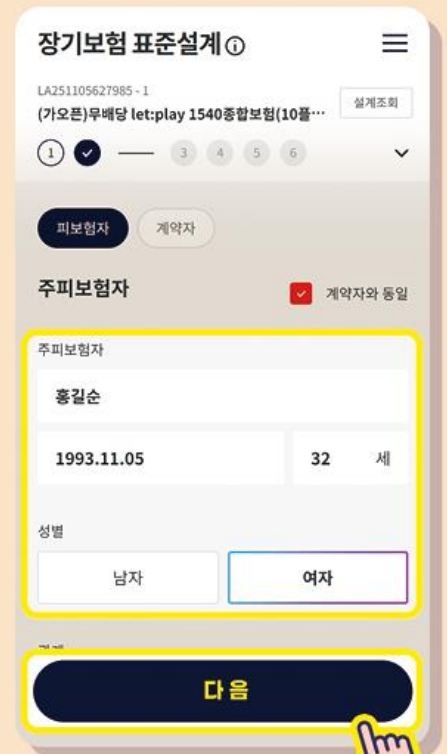 장기보험 표준설계
LA251105627985 - 1
(가오픈)무배당 let:play 1540종합보험(10플…
설계조회
1 3 4 5 6
피보험자 계약자
주피보험자 계약자와 동일
주피보험자
홍길순
1993.11.05 32 세
성별
남자 여자
다음